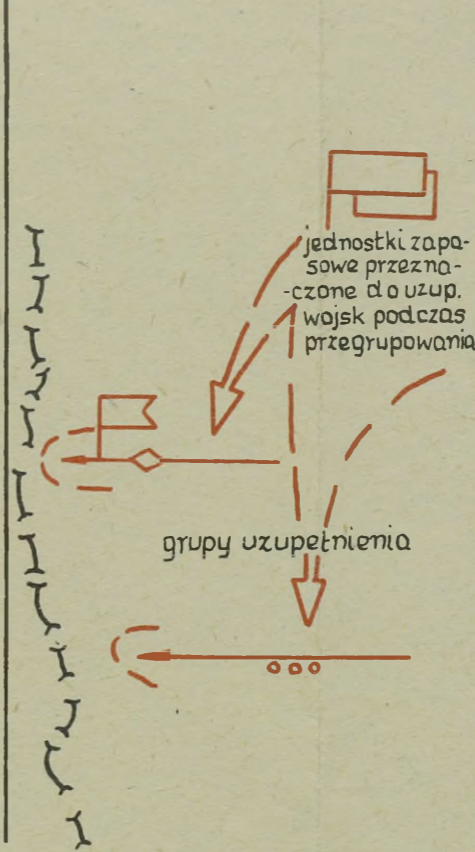 jednostki zapa-
sowe przezna-
-czone do uzup.
wojsk podczas
przegrupowania
grupy uzupełnienia